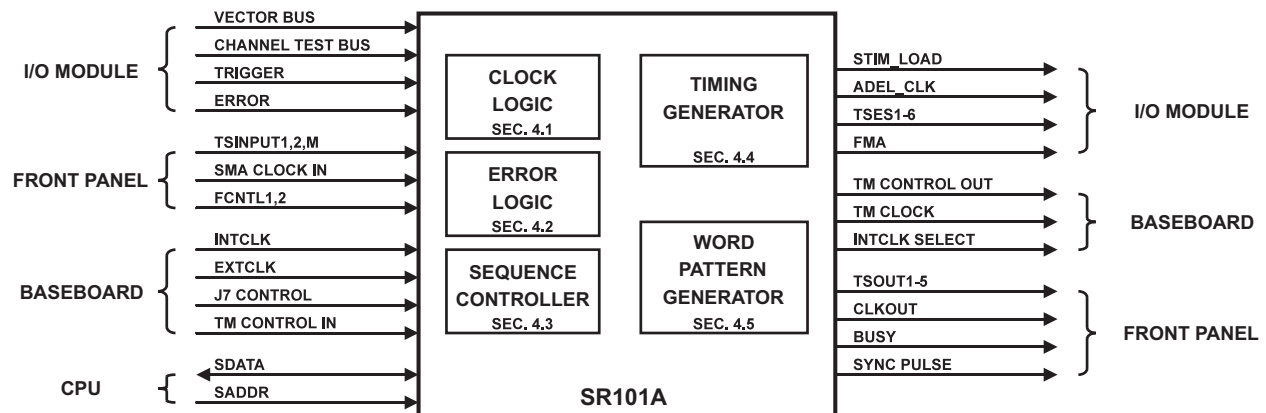 I/O MODULE
VECTOR BUS
CHANNEL TEST BUS
TRIGGER
ERROR
FRONT PANEL
TSINPUT1,2,M
SMA CLOCK IN
FCNTL1,2
BASEBOARD
INTCLK
EXTCLK
J7 CONTROL
TM CONTROL IN
CPU
SDATA
SADDR
CLOCK
LOGIC
SEC. 4.1
ERROR
LOGIC
SEC. 4.2
SEQUENCE
CONTROLLER
SEC. 4.3
TIMING
GENERATOR
SEC. 4.4
WORD
PATTERN
GENERATOR
SEC. 4.5
SR101A
STIM_LOAD
ADEL_CLK
TSES1-6
FMA
I/O MODULE
TM CONTROL OUT
TM CLOCK
INTCLK SELECT
BASEBOARD
TSOUT1-5
CLKOUT
BUSY
SYNC PULSE
FRONT PANEL